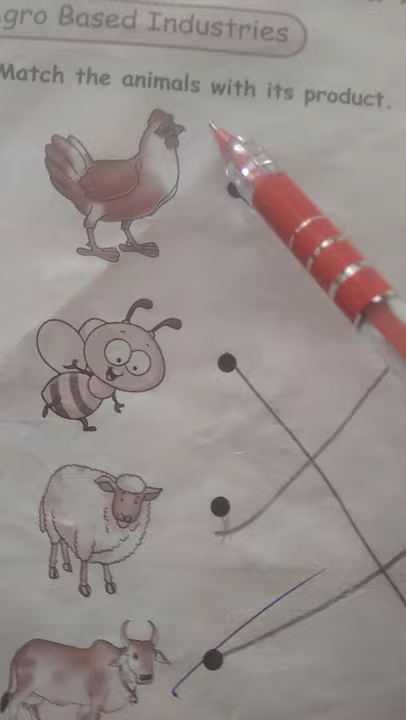 gro Based Industries
Match the animals with its product.